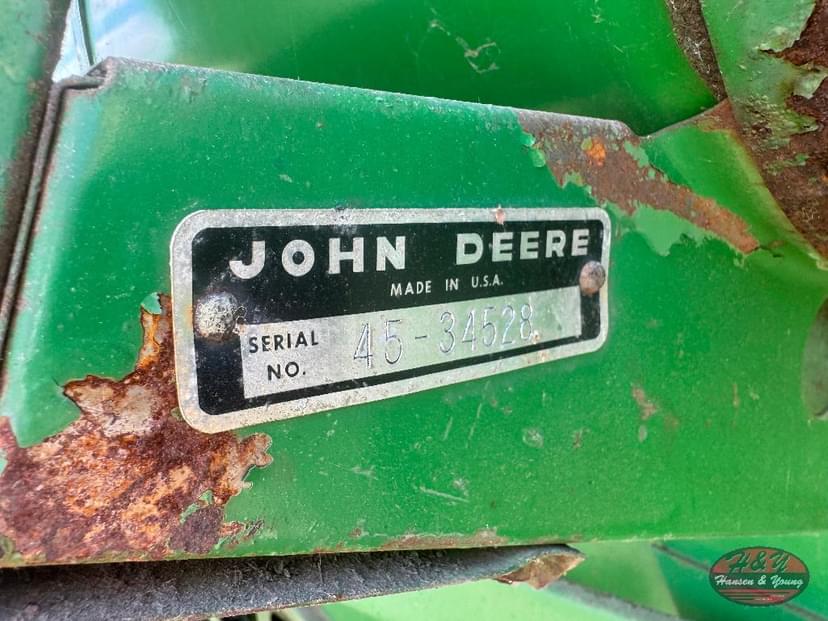 JOHN DEERE
MADE IN U.S.A.
SERIAL
NO. 45-34528
H&Y
Hansen & Young